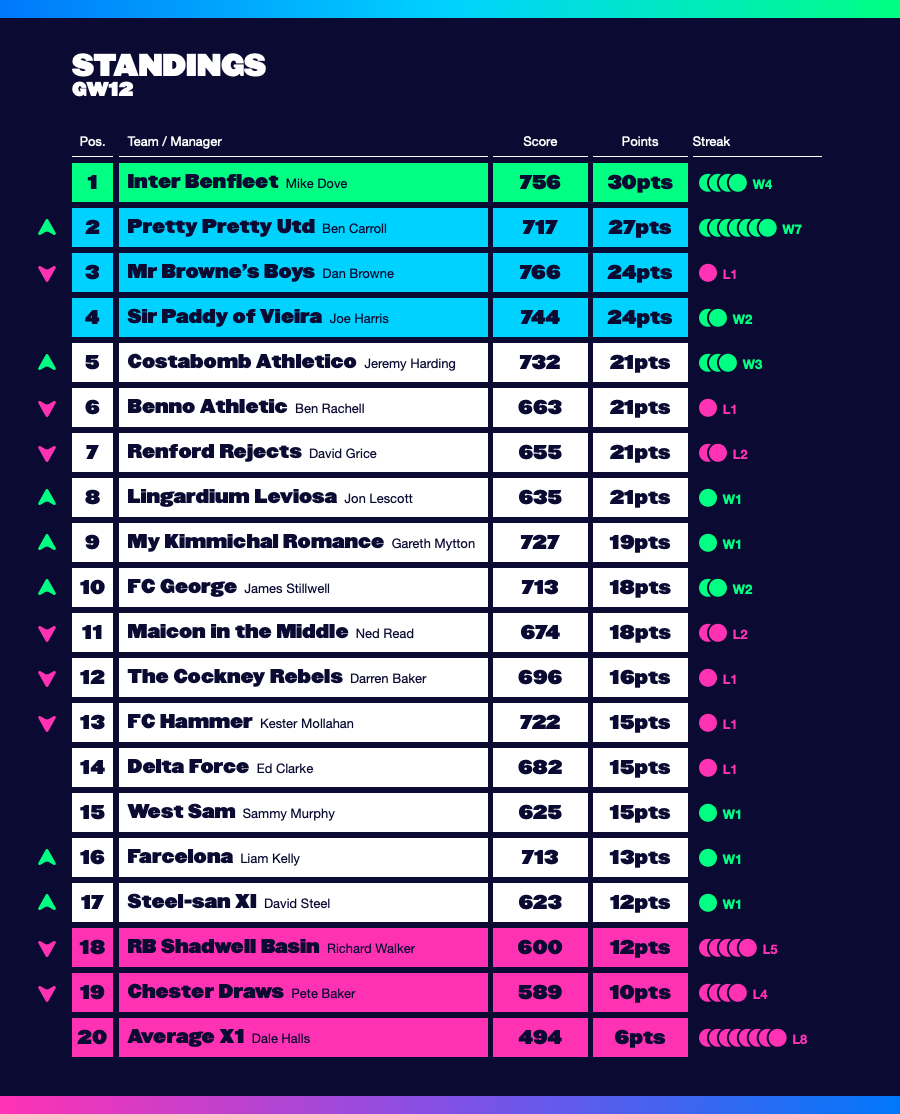 STANDINGS
GW12
Pos. Team / Manager Score Points Streak
1 Inter Benfleet Mike Dove 756 30pts W4
2 Pretty Pretty Utd Ben Carroll 717 27pts W7
3 Mr Browne’s Boys Dan Browne 766 24pts L1
4 Sir Paddy of Vieira Joe Harris 744 24pts W2
5 Costabomb Athletico Jeremy Harding 732 21pts W3
6 Benno Athletic Ben Rachell 663 21pts L1
7 Renford Rejects David Grice 655 21pts L2
8 Lingardium Leviosa Jon Lescott 635 21pts W1
9 My Kimmichal Romance Gareth Mytton 727 19pts W1
10 FC George James Stillwell 713 18pts W2
11 Maicon in the Middle Ned Read 674 18pts L2
12 The Cockney Rebels Darren Baker 696 16pts L1
13 FC Hammer Kester Mollahan 722 15pts L1
14 Delta Force Ed Clarke 682 15pts L1
15 West Sam Sammy Murphy 625 15pts W1
16 Farcelona Liam Kelly 713 13pts W1
17 Steel-san XI David Steel 623 12pts W1
18 RB Shadwell Basin Richard Walker 600 12pts L5
19 Chester Draws Pete Baker 589 10pts L4
20 Average X1 Dale Halls 494 6pts L8